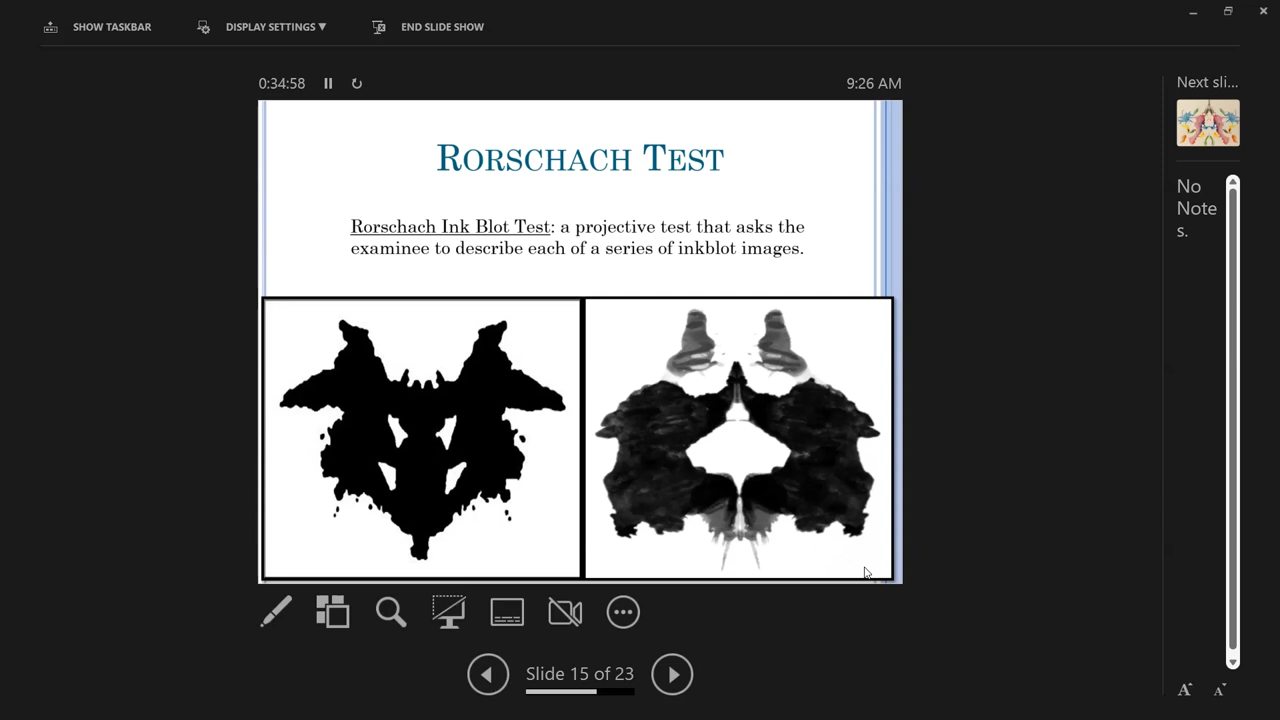 SHOW TASKBAR
DISPLAY SETTINGS ▼
END SLIDE SHOW
0:34:58
9:26 AM
Next sli...
RORSCHACH TEST
Rorschach Ink Blot Test: a projective test that asks the
examinee to describe each of a series of inkblot images.
No
Note
s.
Slide 15 of 23
A
A